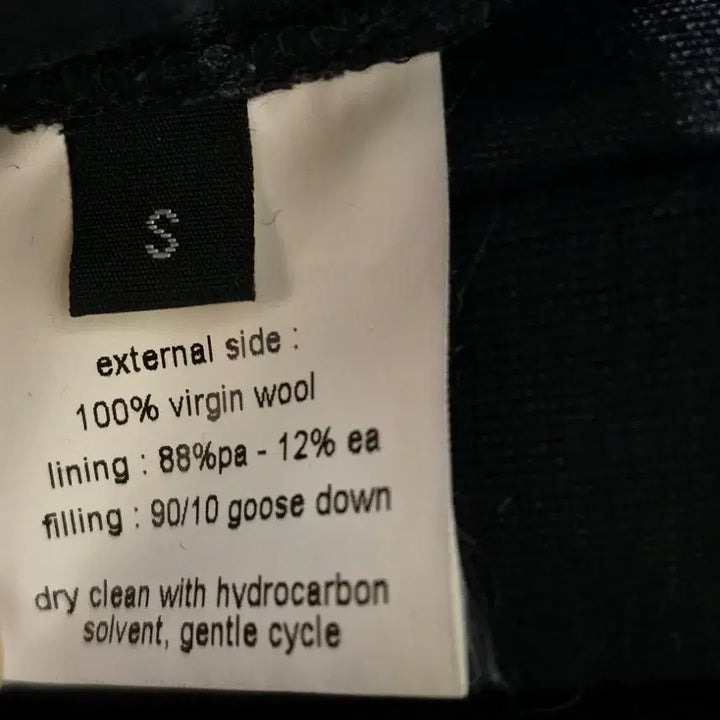 S
external side :
100% virgin wool
lining : 88%pa - 12% ea
filling : 90/10 goose down
dry clean with hydrocarbon
solvent, gentle cycle